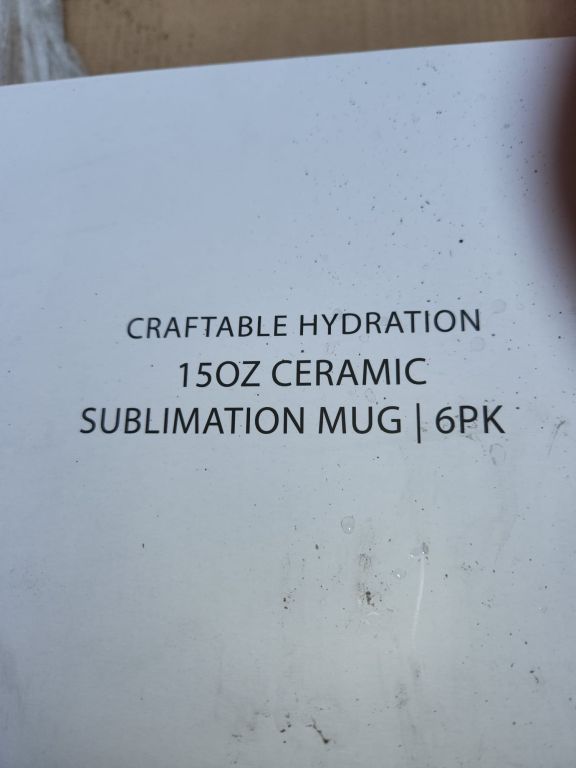 CRAFTABLE HYDRATION
15OZ CERAMIC
SUBLIMATION MUG | 6PK